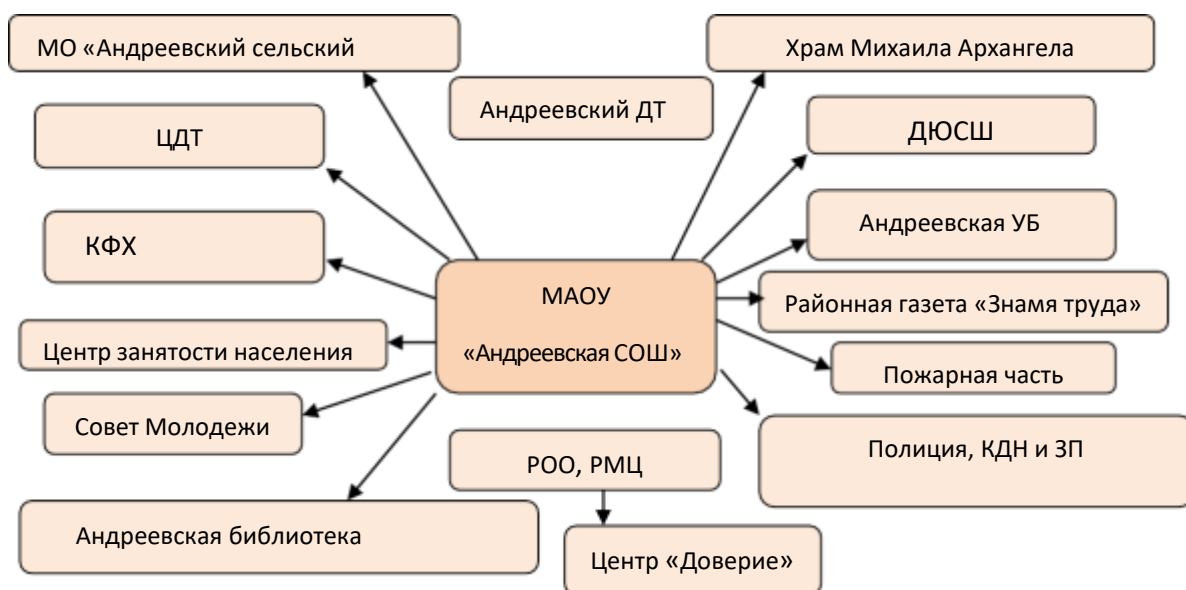 МО «Андреевский сельский
Храм Михаила Архангела
Андреевский ДТ
ЦДТ
ДЮСШ
Андреевская УБ
КФХ
МАОУ
«Андреевская СОШ»
Районная газета «Знамя труда»
Центр занятости населения
Пожарная часть
Совет Молодежи
Полиция, КДН и ЗП
РОО, РМЦ
Андреевская библиотека
Центр «Доверие»